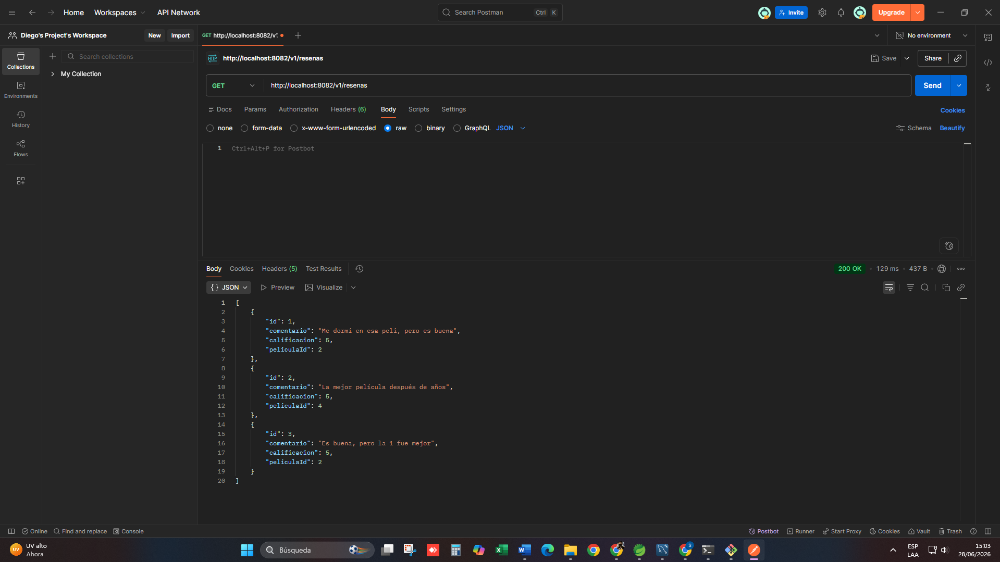 Home
Workspaces
API Network
Search Postman
Ctrl
K
Invite
Upgrade
Diego's Project's Workspace
New
Import
GET http://localhost:8082/v1
No environment
Collections
Search collections
My Collection
Environments
History
Flows
http://localhost:8082/v1/resenas
Save
Share
GET
http://localhost:8082/v1/resenas
Send
Docs
Params
Authorization
Headers (6)
Body
Scripts
Settings
Cookies
none
form-data
x-www-form-urlencoded
raw
binary
GraphQL
JSON
Schema
Beautify
1 Ctrl+Alt+P for Postbot
Body
Cookies
Headers (5)
Test Results
200 OK
129 ms
437 B
{} JSON
Preview
Visualize
1 [
2 {
3 "id": 1,
4 "comentario": "Me dormí en esa peli, pero es buena",
5 "calificacion": 5,
6 "peliculaId": 2
7 },
8 {
9 "id": 2,
10 "comentario": "La mejor película después de años",
11 "calificacion": 5,
12 "peliculaId": 4
13 },
14 {
15 "id": 3,
16 "comentario": "Es buena, pero la 1 fue mejor",
17 "calificacion": 5,
18 "peliculaId": 2
19 }
20 ]
Online
Find and replace
Console
Postbot
Runner
Start Proxy
Cookies
Vault
Trash
UV
UV alto
Ahora
Búsqueda
S
ESP
LAA
15:03
28/06/2026